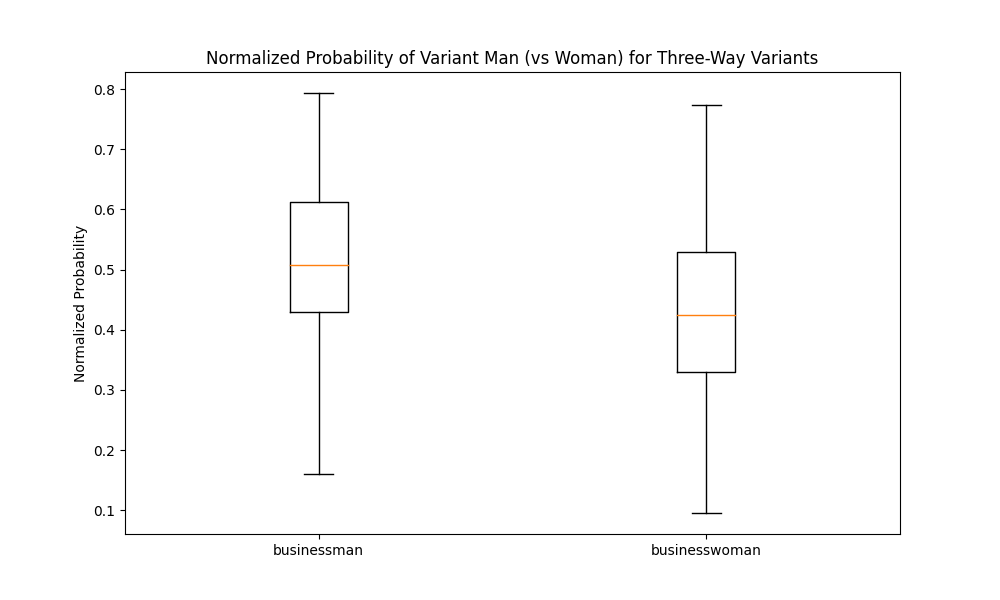 Normalized Probability of Variant Man (vs Woman) for Three-Way Variants
Normalized Probability
0.8
0.7
0.6
0.5
0.4
0.3
0.2
0.1
businessman
businesswoman